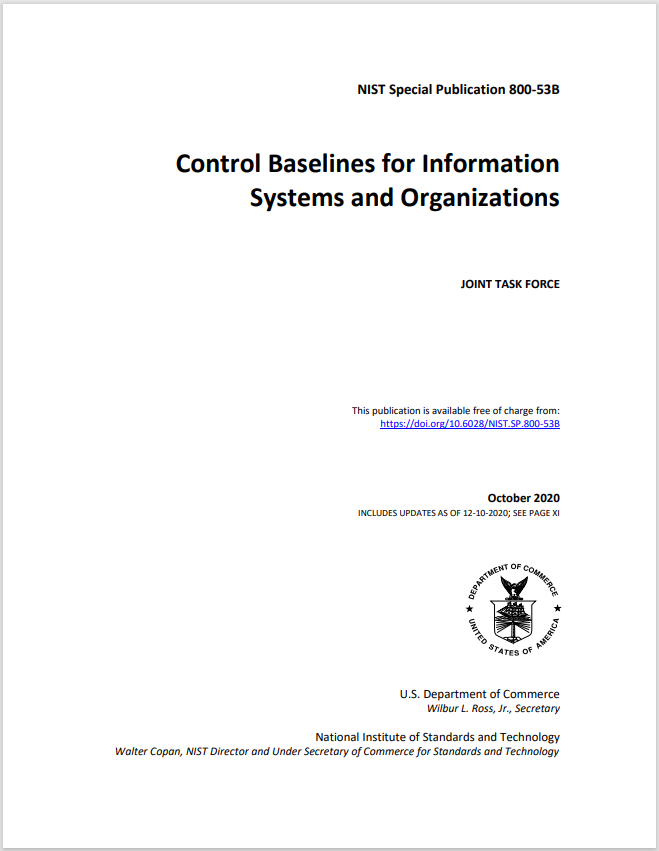 NIST Special Publication 800-53B
Control Baselines for Information
Systems and Organizations
JOINT TASK FORCE
This publication is available free of charge from:
https://doi.org/10.6028/NIST.SP.800-53B
October 2020
INCLUDES UPDATES AS OF 12-10-2020; SEE PAGE XI
DEPARTMENT OF COMMERCE
UNITED STATES OF AMERICA
U.S. Department of Commerce
Wilbur L. Ross, Jr., Secretary
National Institute of Standards and Technology
Walter Copan, NIST Director and Under Secretary of Commerce for Standards and Technology